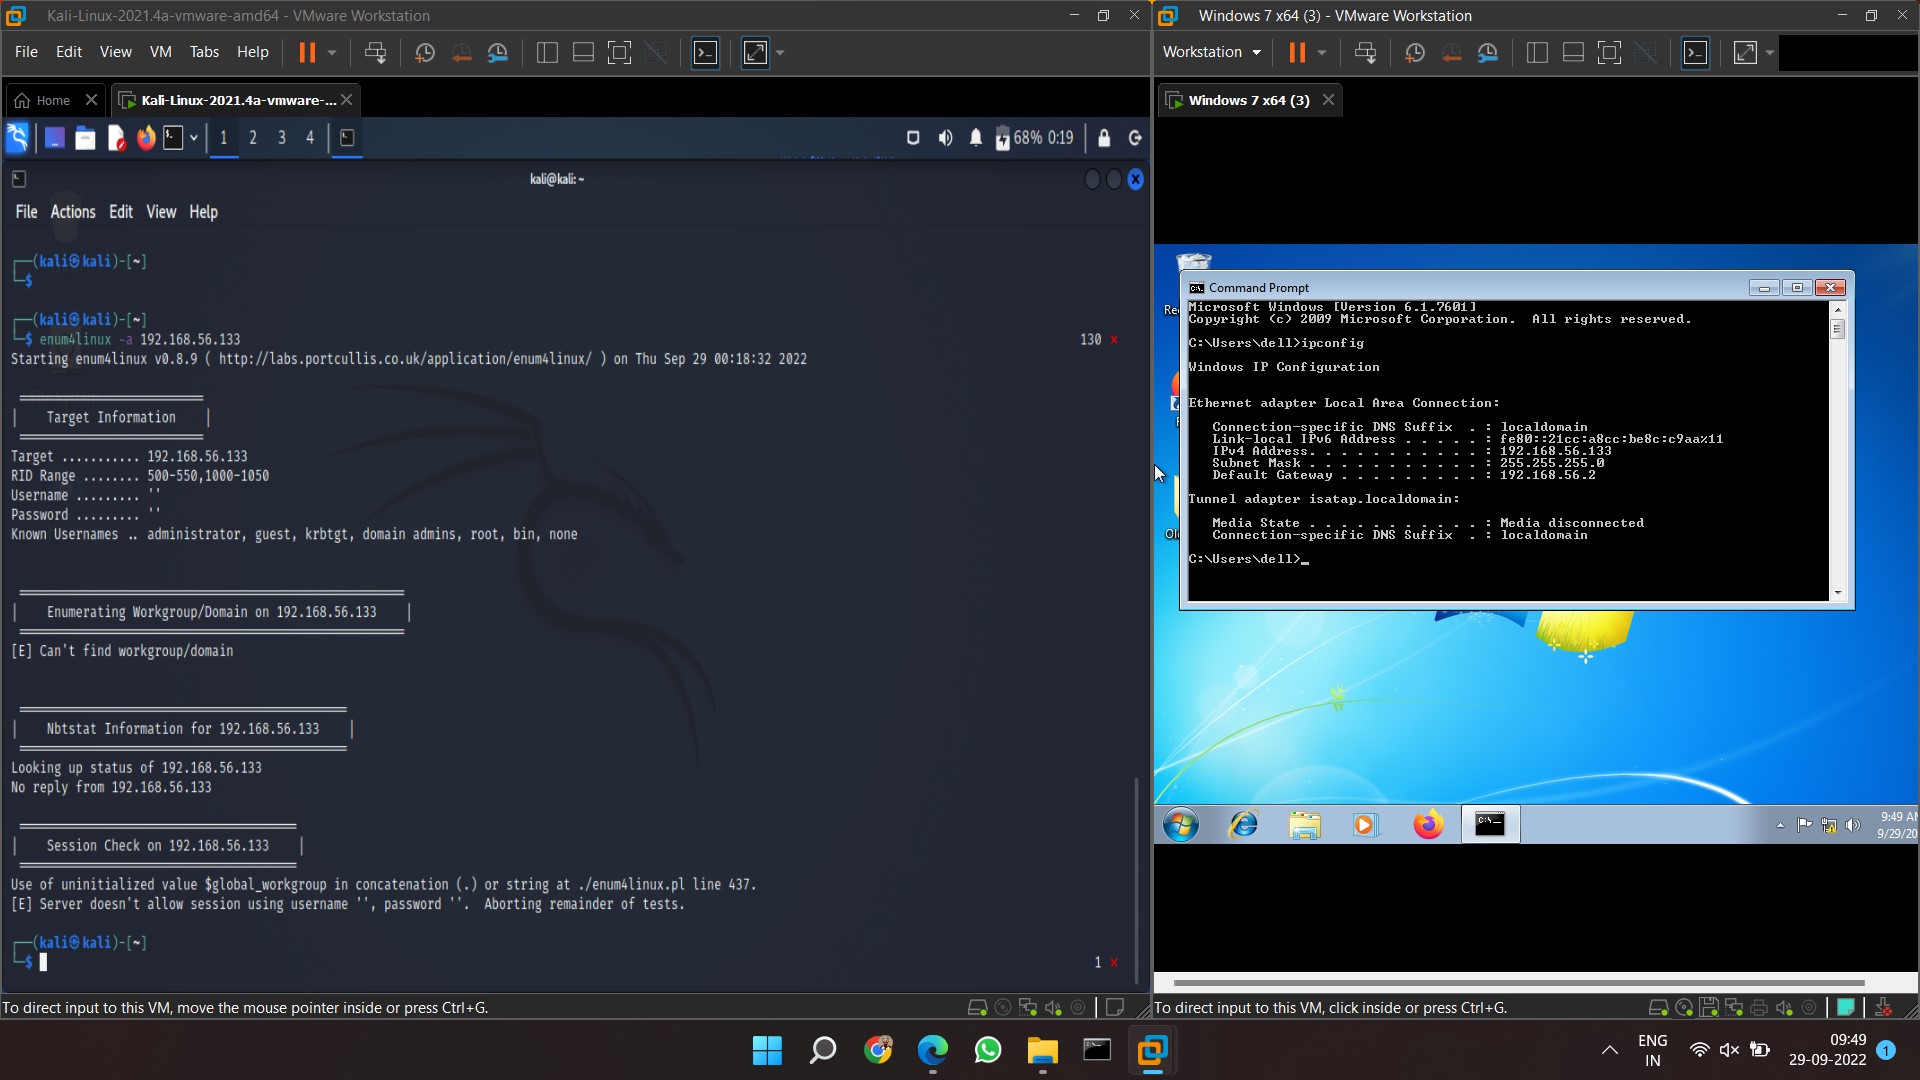 Kali-Linux-2021.4a-vmware-amd64 - VMware Workstation
File Edit View VM Tabs Help
Home
Kali-Linux-2021.4a-vmware-...
1 2 3 4
68% 0:19
kali@kali: ~
File Actions Edit View Help
(kali㉿kali)-[~]
$
(kali㉿kali)-[~]
$ enum4linux -a 192.168.56.133
130
Starting enum4linux v0.8.9 ( http://labs.portcullis.co.uk/application/enum4linux/ ) on Thu Sep 29 00:18:32 2022
==========================
|    Target Information    |
==========================
Target ........... 192.168.56.133
RID Range ........ 500-550,1000-1050
Username ......... ''
Password ......... ''
Known Usernames .. administrator, guest, krbtgt, domain admins, root, bin, none
| Enumerating Workgroup/Domain on 192.168.56.133 |
[E] Can't find workgroup/domain
| Nbtstat Information for 192.168.56.133 |
Looking up status of 192.168.56.133
No reply from 192.168.56.133
| Session Check on 192.168.56.133 |
Use of uninitialized value $global_workgroup in concatenation (.) or string at ./enum4linux.pl line 437.
[E] Server doesn't allow session using username '', password ''.  Aborting remainder of tests.
(kali㉿kali)-[~]
$
1
To direct input to this VM, move the mouse pointer inside or press Ctrl+G.
Windows 7 x64 (3) - VMware Workstation
Workstation
Windows 7 x64 (3)
Command Prompt
Microsoft Windows [Version 6.1.7601]
Copyright (c) 2009 Microsoft Corporation.  All rights reserved.
C:\Users\dell>ipconfig
Windows IP Configuration
Ethernet adapter Local Area Connection:
Connection-specific DNS Suffix  . : localdomain
Link-local IPv6 Address . . . . . : fe80::21cc:a8cc:be8c:c9aa%11
IPv4 Address. . . . . . . . . . . : 192.168.56.133
Subnet Mask . . . . . . . . . . . : 255.255.255.0
Default Gateway . . . . . . . . . : 192.168.56.2
Tunnel adapter isatap.localdomain:
Media State . . . . . . . . . . . : Media disconnected
Connection-specific DNS Suffix  . : localdomain
C:\Users\dell>_
9:49 AM
9/29/20
To direct input to this VM, click inside or press Ctrl+G.
ENG
IN
09:49
29-09-2022
1